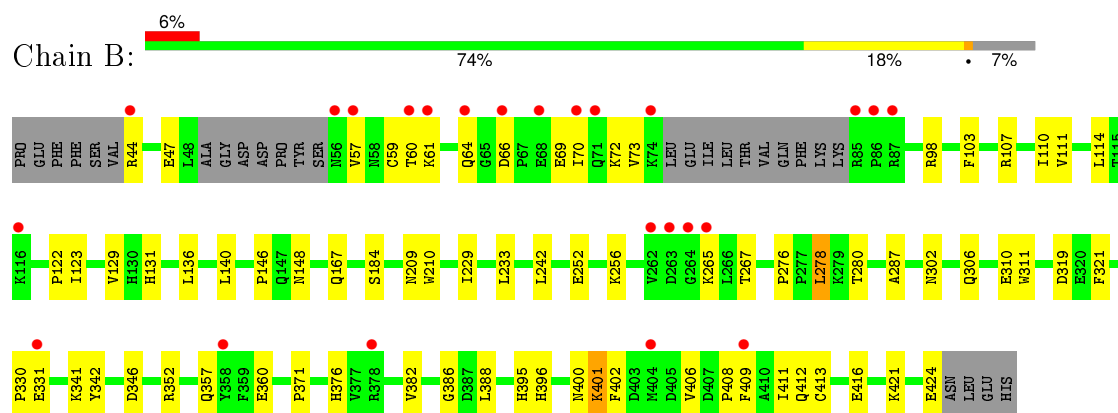 6%
Chain B:
74% 18% • 7%
PRO GLU PHE PHE SER VAL R44 E47 L48 ALA GLY ASP ASP PRO TYR SER N56 V57 N58 C59 T60 K61 Q64 G65 D66 P67 E68 E69 I70 Q71 K72 V73 K74 LEU GLU ILE LEU THR VAL GLN PHE LYS LYS R85 P86 R87 R98 F103 R107 I110 V111 L114 T115
K116 P122 I123 V129 H130 H131 L136 L140 P146 Q147 N148 Q167 S184 N209 W210 I229 L233 L242 E252 K256 V262 D263 G264 K265 L266 T267 P276 P277 L278 K279 T280 A287 N302 Q306 E310 W311 D319 E320 F321
P330 E331 K341 Y342 D346 R352 Q357 Y358 F359 E360 P371 H376 V377 R378 V382 G386 D387 L388 H395 H396 N400 K401 F402 D403 M404 D405 V406 D407 P408 F409 A410 I411 Q412 C413 E416 K421 E424 ASN LEU GLU HIS